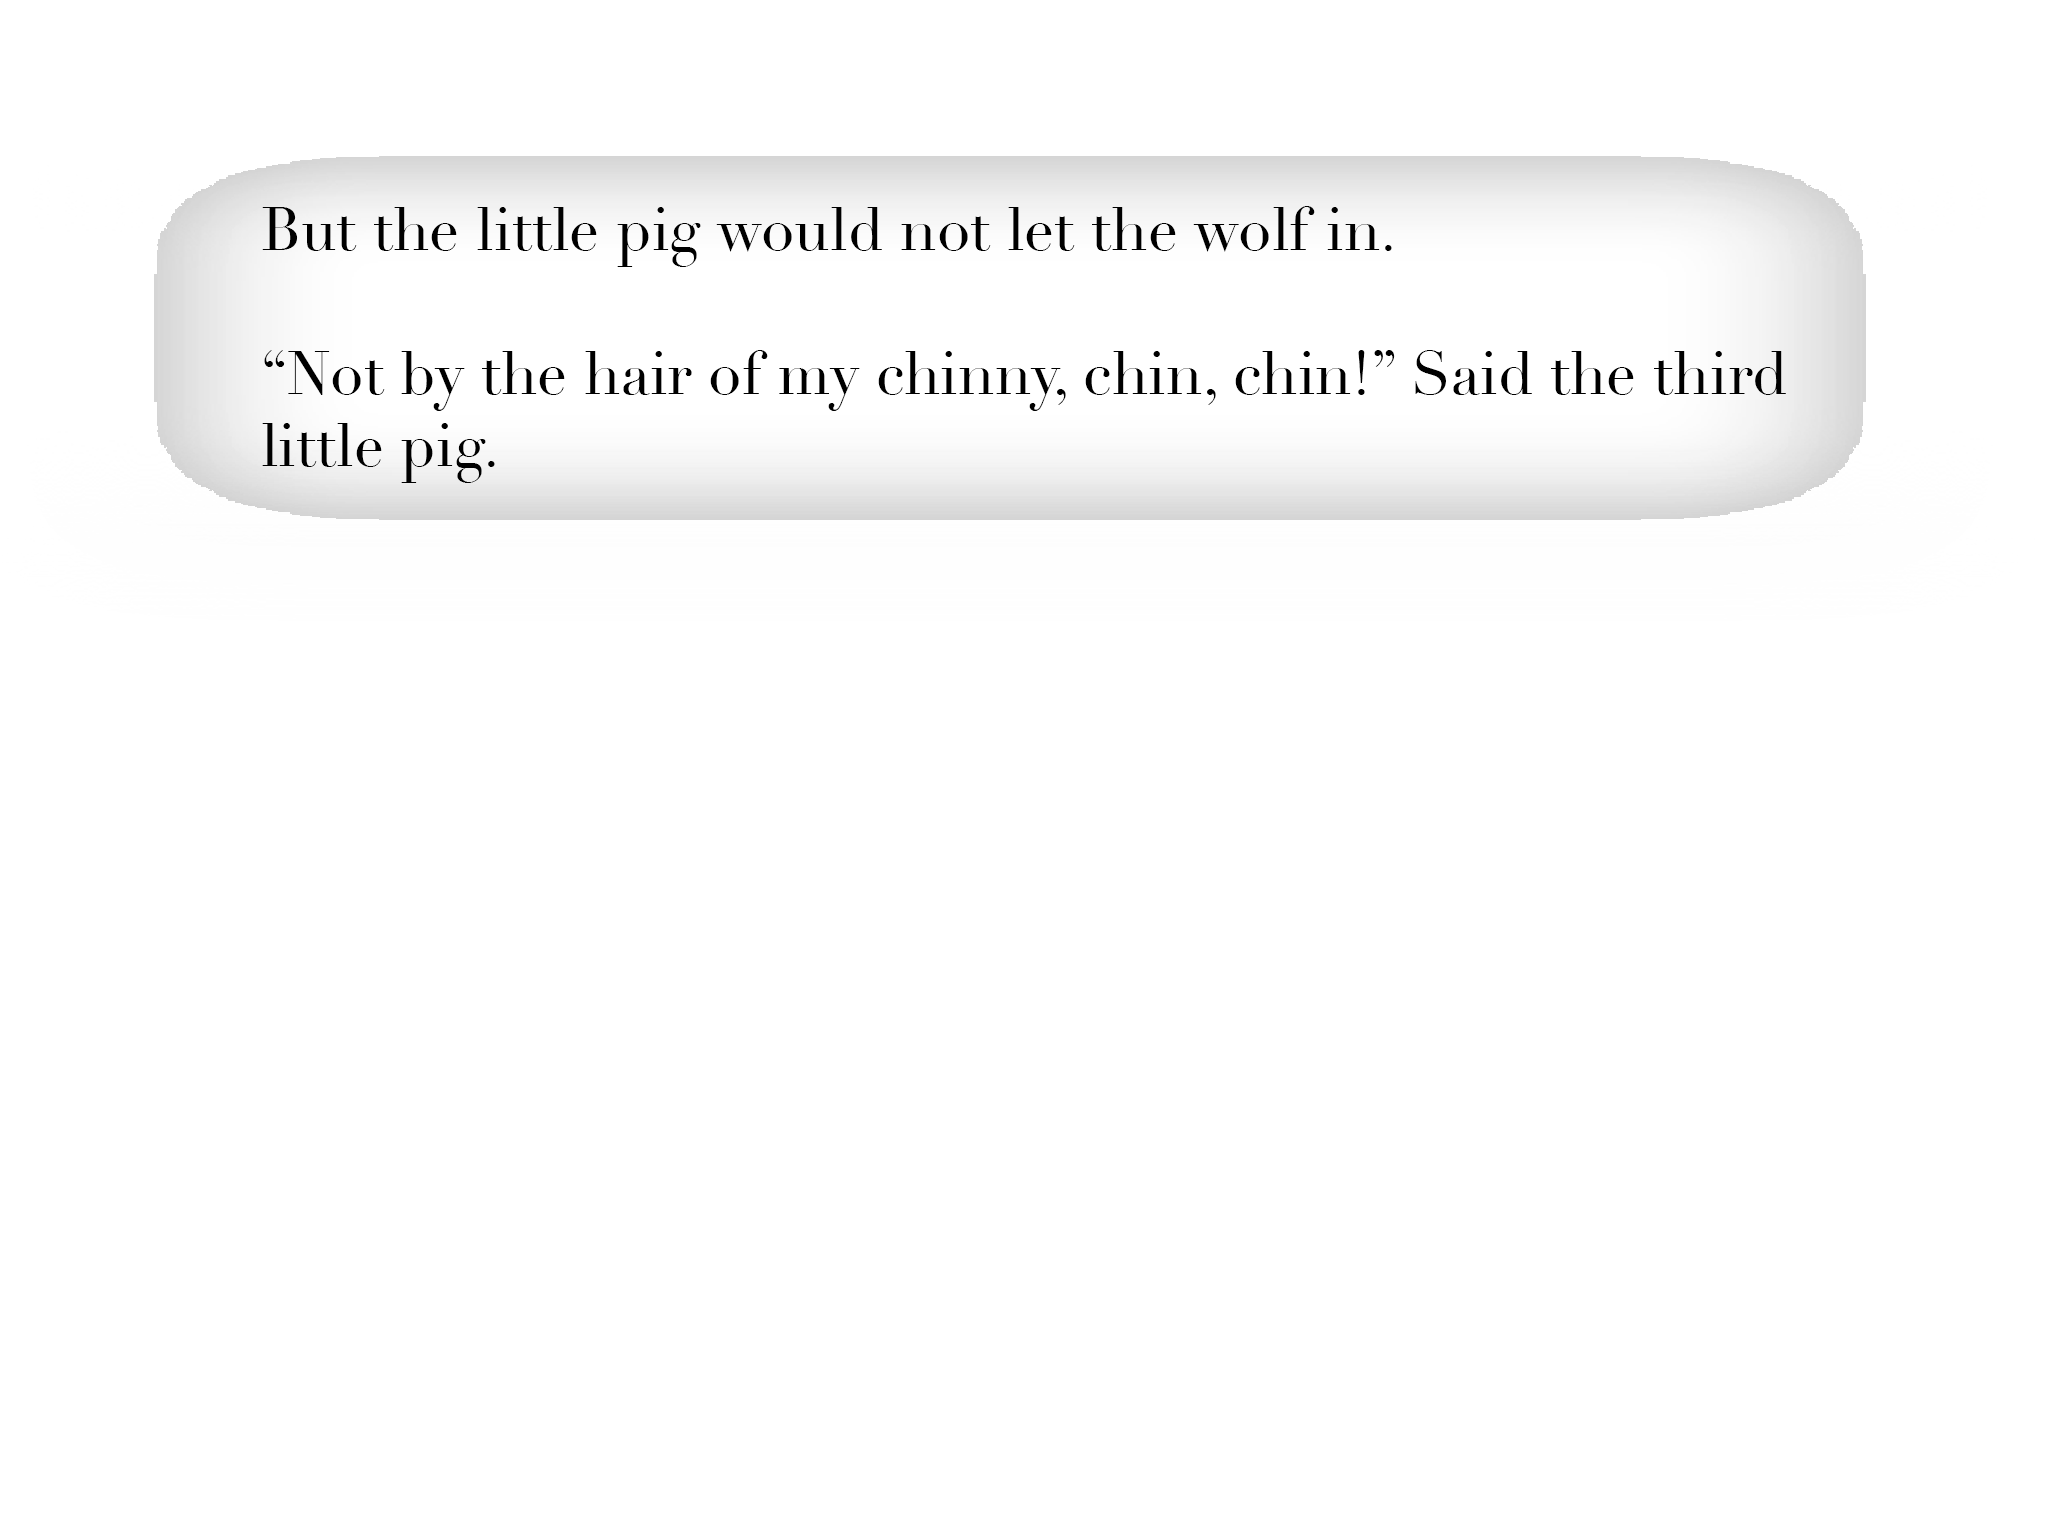 But the little pig would not let the wolf in.
“Not by the hair of my chinny, chin, chin!” Said the third
little pig.